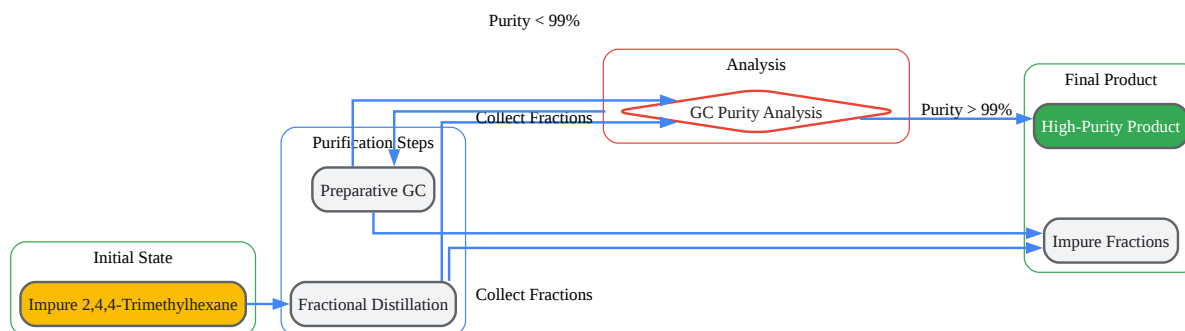 Purity < 99%
Analysis
Final Product
GC Purity Analysis
Purity > 99%
High-Purity Product
Collect Fractions
Purification Steps
Preparative GC
Impure Fractions
Initial State
Impure 2,4,4-Trimethylhexane
Fractional Distillation
Collect Fractions